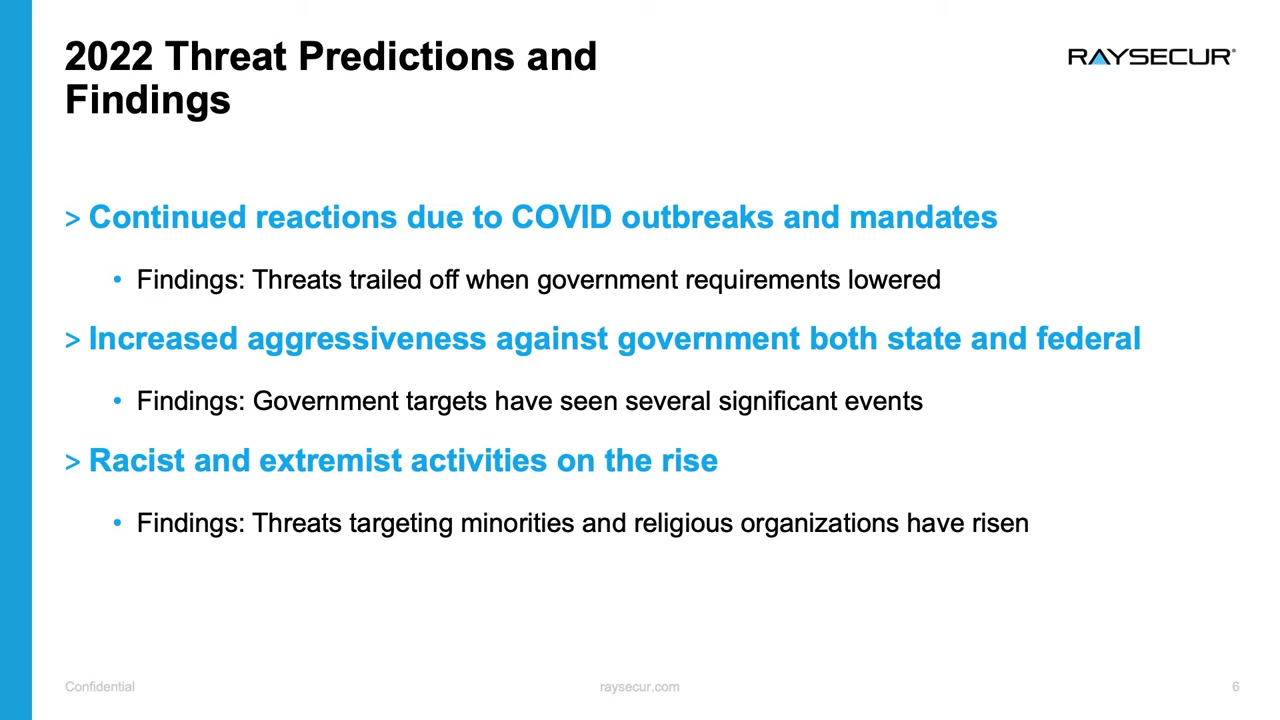 2022 Threat Predictions and
Findings
RAYSECUR®
> Continued reactions due to COVID outbreaks and mandates
• Findings: Threats trailed off when government requirements lowered
> Increased aggressiveness against government both state and federal
• Findings: Government targets have seen several significant events
> Racist and extremist activities on the rise
• Findings: Threats targeting minorities and religious organizations have risen
Confidential
raysecur.com
6